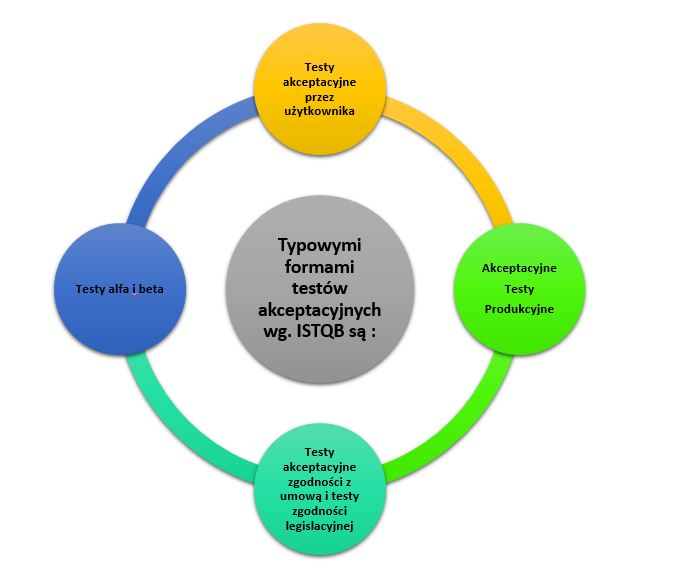 Testy
akceptacyjne
przez
użytkownika
Typowymi
formami
testów
akceptacyjnych
wg. ISTQB są :
Akceptacyjne
Testy
Produkcyjne
Testy
akceptacyjne
zgodności z
umową i testy
zgodności
legislacyjnej
Testy alfa i beta